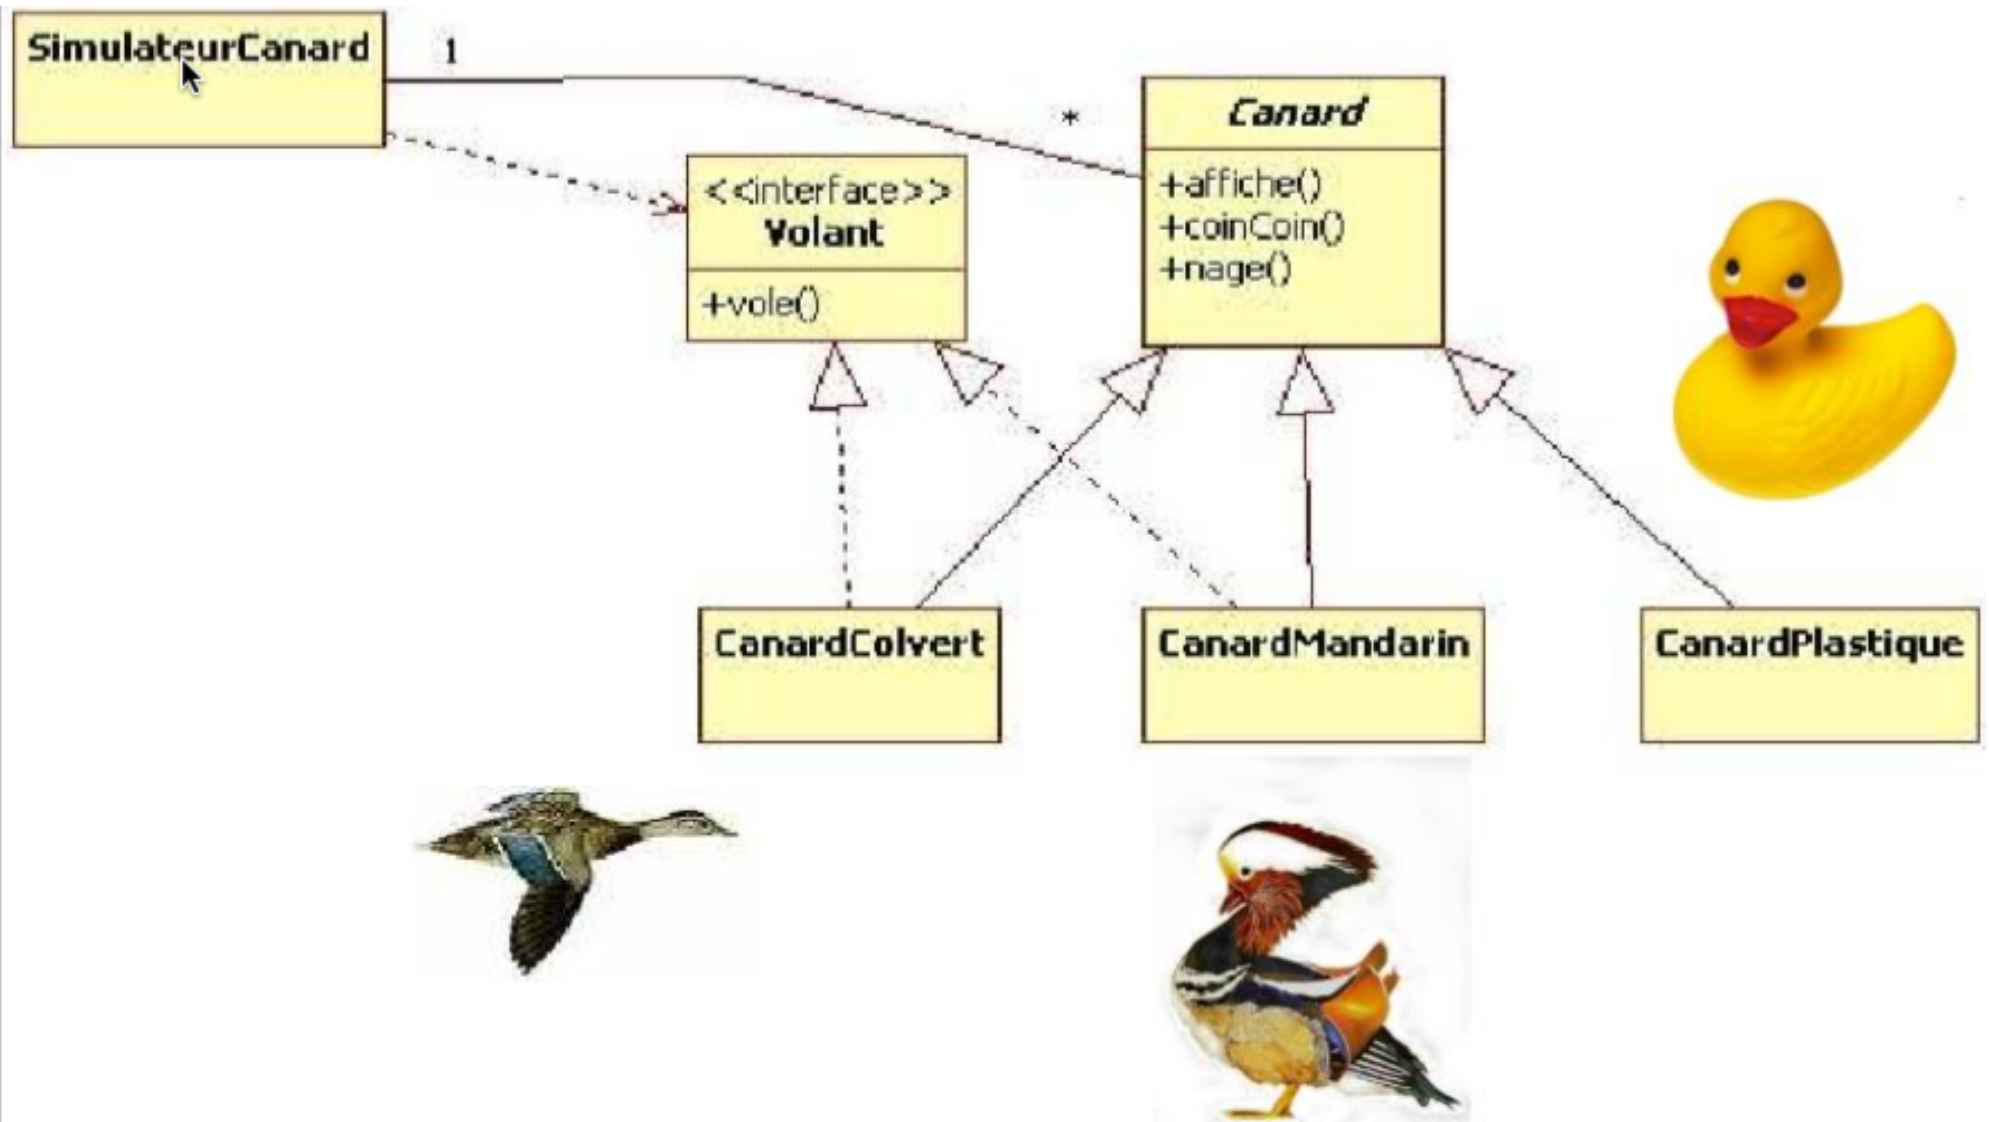 SimulateurCanard
1
*
<<interface>>
Volant
+vole()
Canard
+affiche()
+coinCoin()
+nage()
CanardColvert
CanardMandarin
CanardPlastique